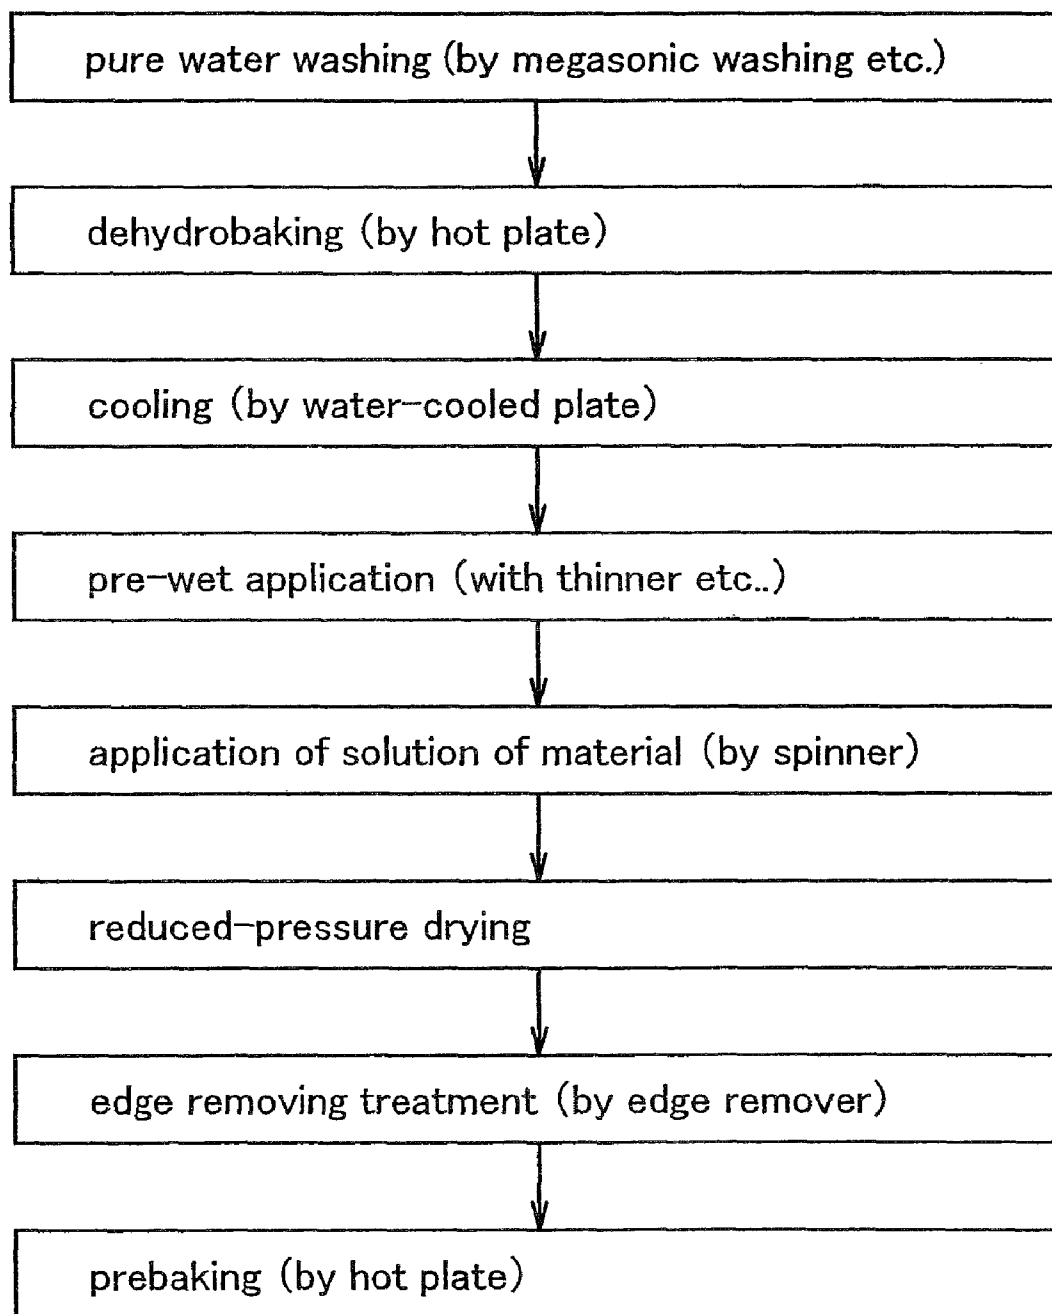 pure water washing (by megasonic washing etc.)
dehydrobaking (by hot plate)
cooling (by water-cooled plate)
pre-wet application (with thinner etc..)
application of solution of material (by spinner)
reduced-pressure drying
edge removing treatment (by edge remover)
prebaking (by hot plate)